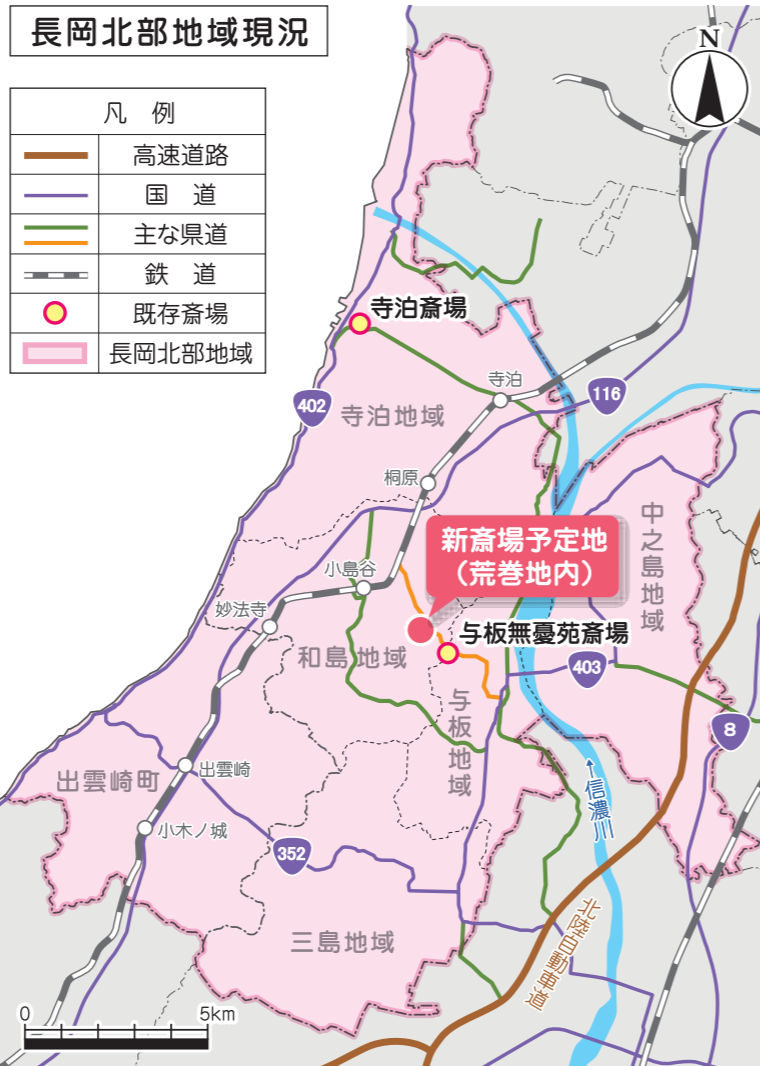 長岡北部地域現況
N
凡 例
高速道路
国 道
主な県道
鉄 道
既存斎場
長岡北部地域
寺泊斎場
寺泊
116
402
寺泊地域
桐原
中之島地域
新斎場予定地
（荒巻地内）
小島谷
妙法寺
与板無憂苑斎場
和島地域
403
与板地域
8
出雲崎町
出雲崎
←信濃川
小木ノ城
352
北陸自動車道
三島地域
0
5km